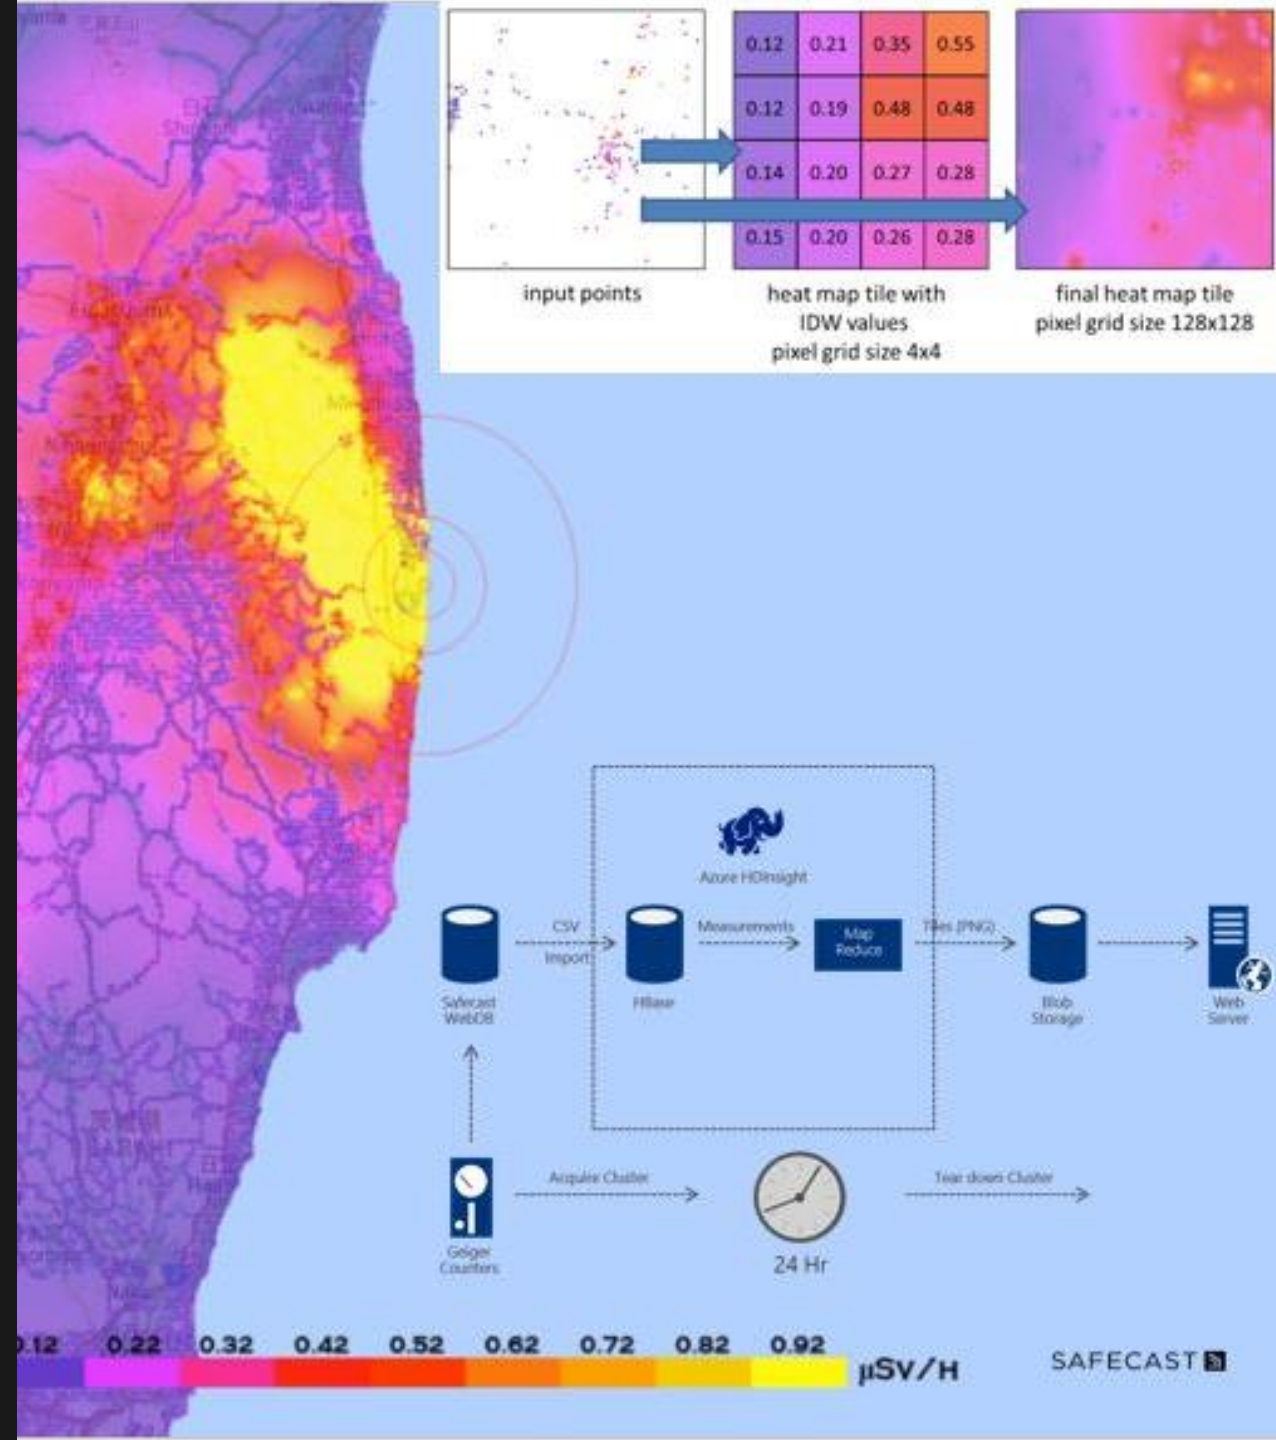 0.12 0.21 0.35 0.55
0.12 0.19 0.48 0.48
0.14 0.20 0.27 0.28
0.15 0.20 0.26 0.28
input points
heat map tile with
IDW values
pixel grid size 4x4
final heat map tile
pixel grid size 128x128
Azure HDInsight
Safecast
WebDB
CSV
Import
HBase
Measurements
Map
Reduce
Tiles (PNG)
Blob
Storage
Web
Server
Geiger
Counters
Acquire Cluster
24 Hr
Tear down Cluster
0.12 0.22 0.32 0.42 0.52 0.62 0.72 0.82 0.92
µSV/H
SAFECAST